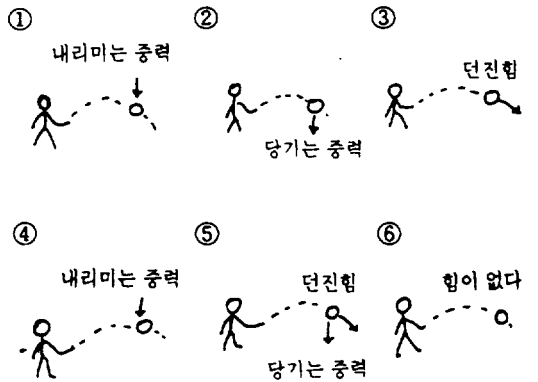 ① ② ③
내리미는 중력
당기는 중력
던진힘
④ ⑤ ⑥
내리미는 중력
던진힘
당기는 중력
힘이 없다